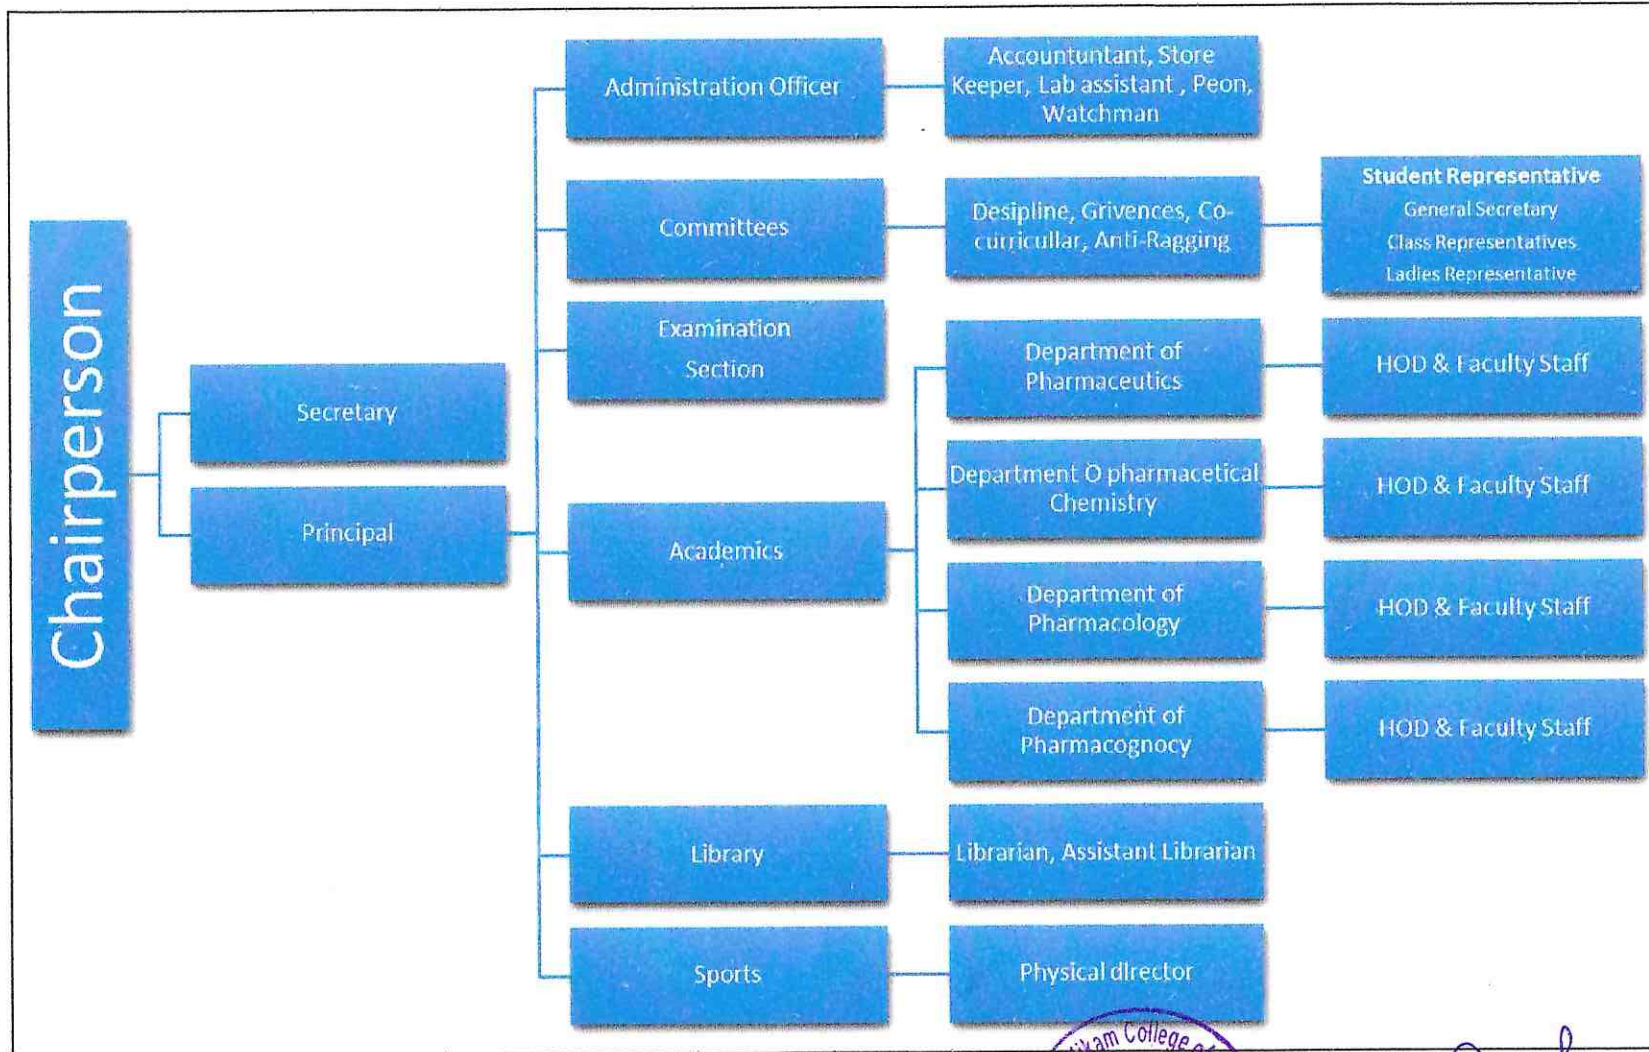 Chairperson
Secretary
Principal
Administration Officer
Accountuntant, Store
Keeper, Lab assistant , Peon,
Watchman
Committees
Desipline, Grivences, Co-
curricullar, Anti-Ragging
Student Representative
General Secretary
Class Representatives
Ladies Representative
Examination
Section
Academics
Department of
Pharmaceutics
HOD & Faculty Staff
Department O pharmacetical
Chemistry
HOD & Faculty Staff
Department of
Pharmacology
HOD & Faculty Staff
Department of
Pharmacognocy
HOD & Faculty Staff
Library
Librarian, Assistant Librarian
Sports
Physical director
College of